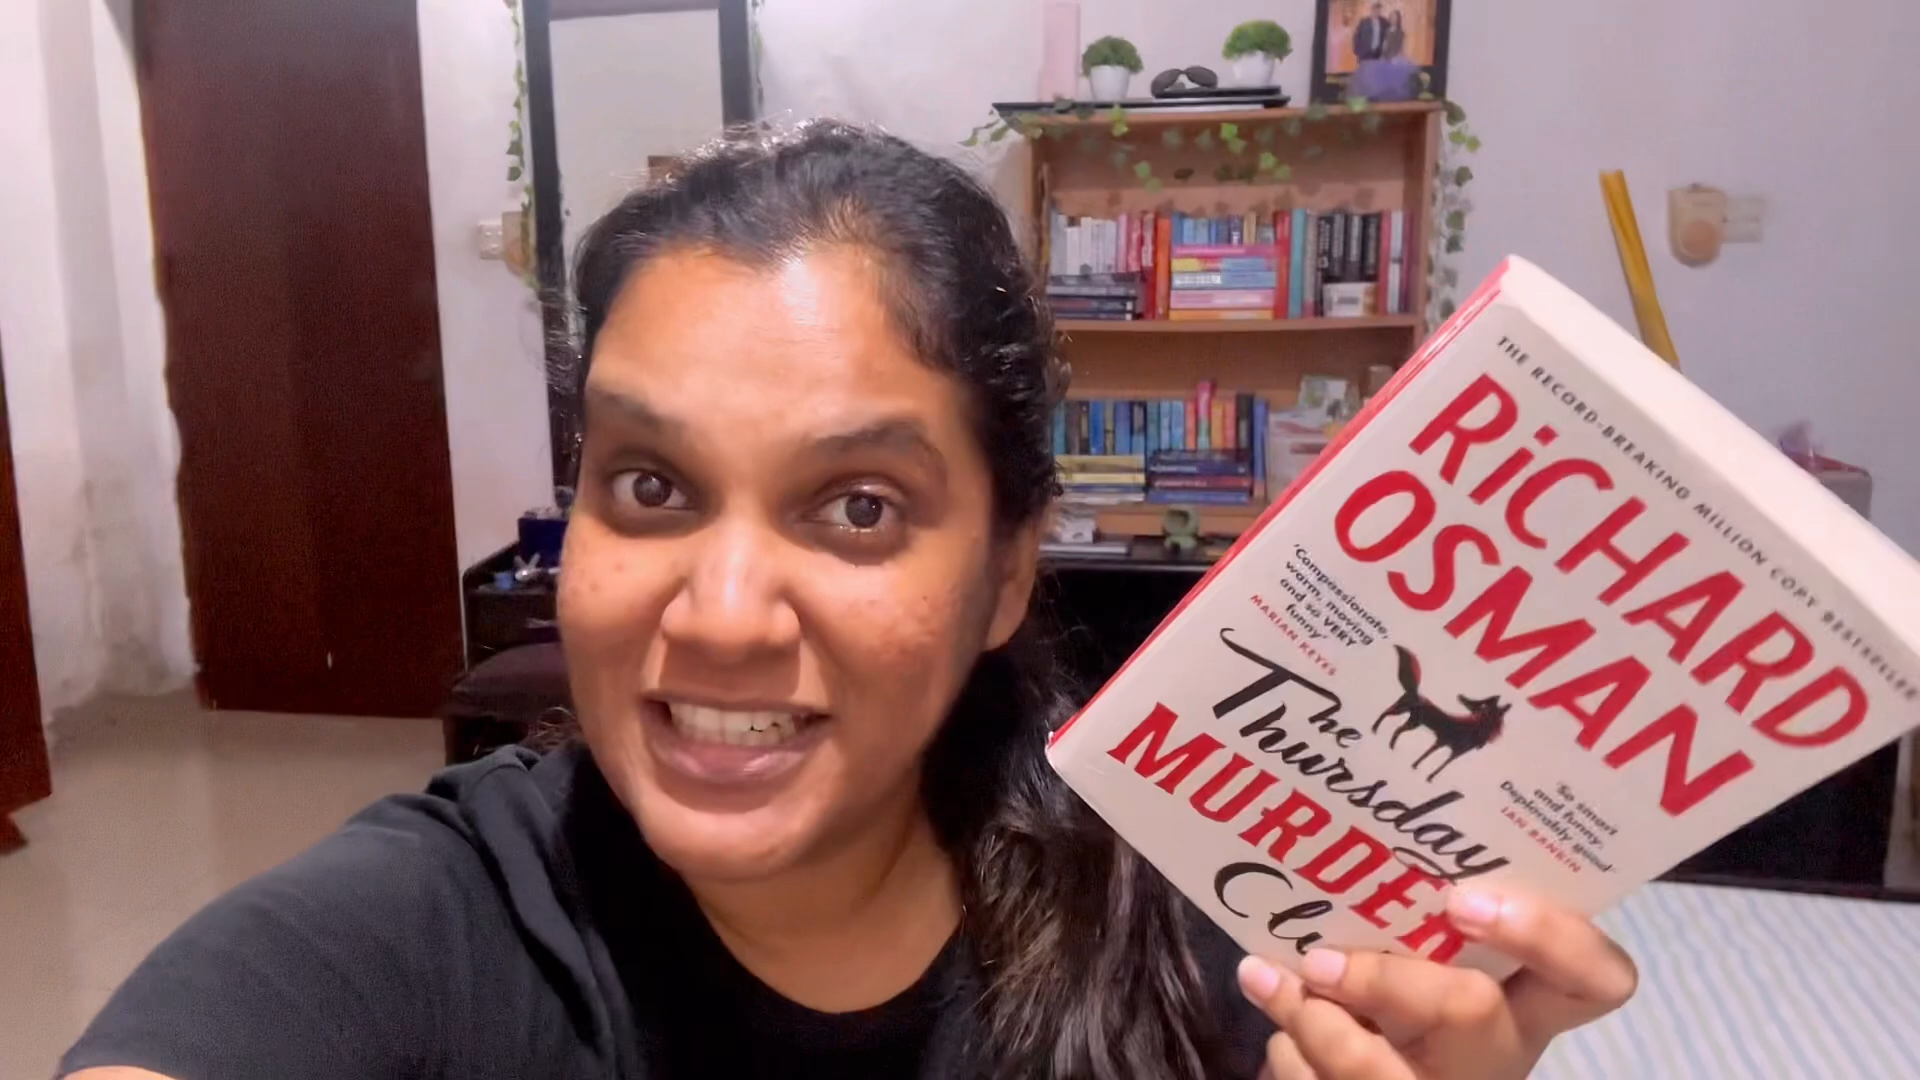 THE RECORD-BREAKING MILLION COPY BESTSELLER
RiCHARD
OSMAN
'Compassionate,
warm, moving
and so VERY
funny'
MARIAN KEYES
The
Thursday
MURDER
'So smart
and funny.
Deplorably good'
IAN RANKIN